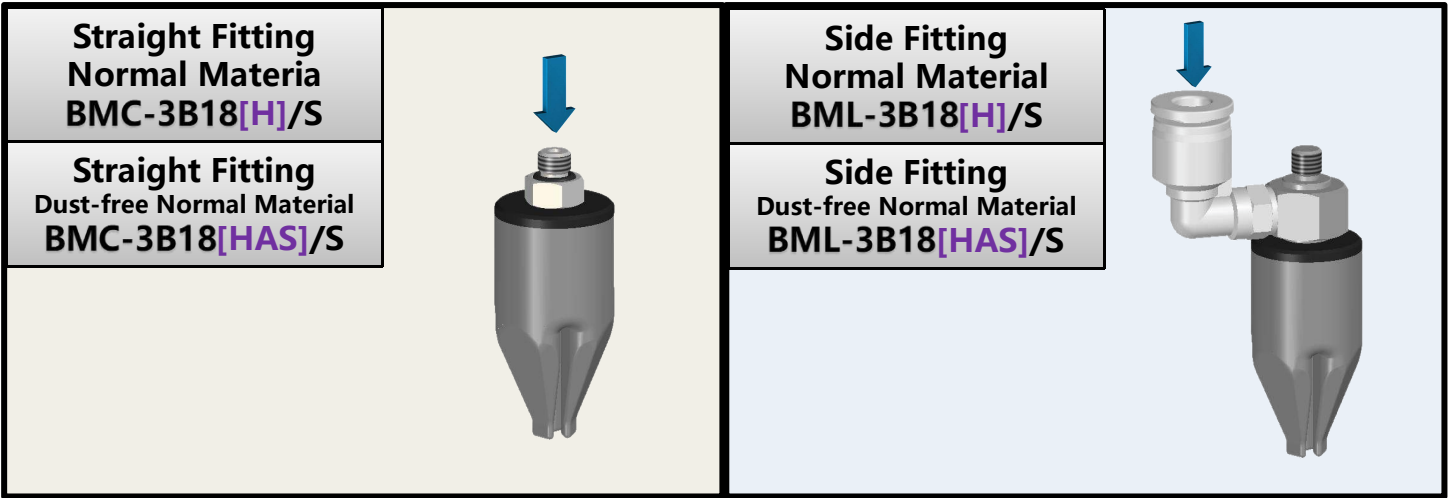 Straight Fitting
Normal Materia
BMC-3B18[H]/S
Straight Fitting
Dust-free Normal Material
BMC-3B18[HAS]/S
Side Fitting
Normal Material
BML-3B18[H]/S
Side Fitting
Dust-free Normal Material
BML-3B18[HAS]/S